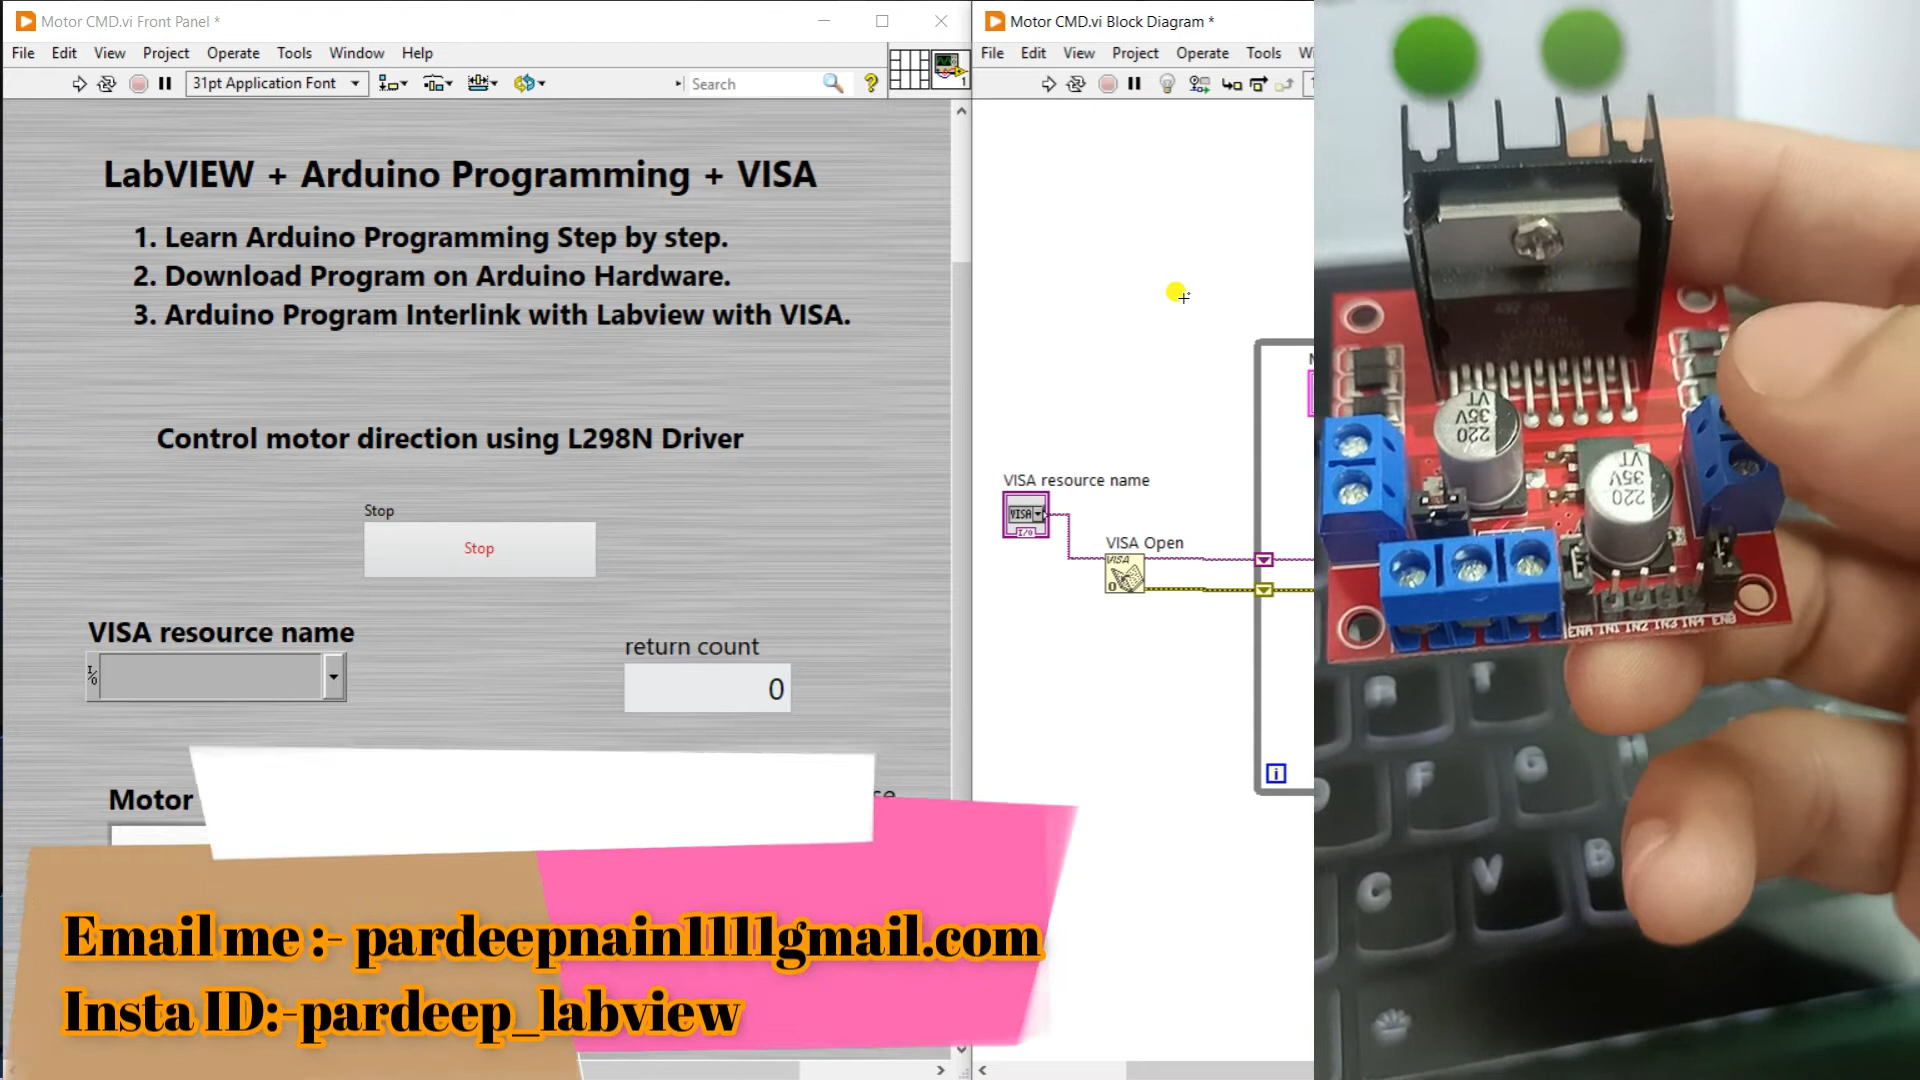 Motor CMD.vi Front Panel *
File Edit View Project Operate Tools Window Help
31pt Application Font
Search
LabVIEW + Arduino Programming + VISA
1. Learn Arduino Programming Step by step.
2. Download Program on Arduino Hardware.
3. Arduino Program Interlink with Labview with VISA.
Control motor direction using L298N Driver
Stop
Stop
VISA resource name
return count
0
Motor
Email me :- pardeepnain1111gmail.com
Insta ID:-pardeep_labview
Motor CMD.vi Block Diagram *
File Edit View Project Operate Tools
VISA resource name
VISA
I/O
VISA Open
VISA
i
220
35V
VT
220
35V
VT
ENA IN1 IN2 IN3 IN4 ENB
F
G
C
V
B